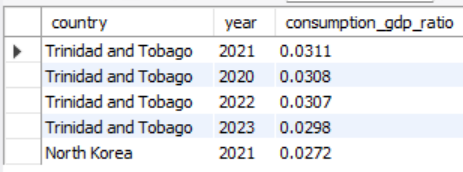 country year consumption_gdp_ratio
Trinidad and Tobago 2021 0.0311
Trinidad and Tobago 2020 0.0308
Trinidad and Tobago 2022 0.0307
Trinidad and Tobago 2023 0.0298
North Korea 2021 0.0272